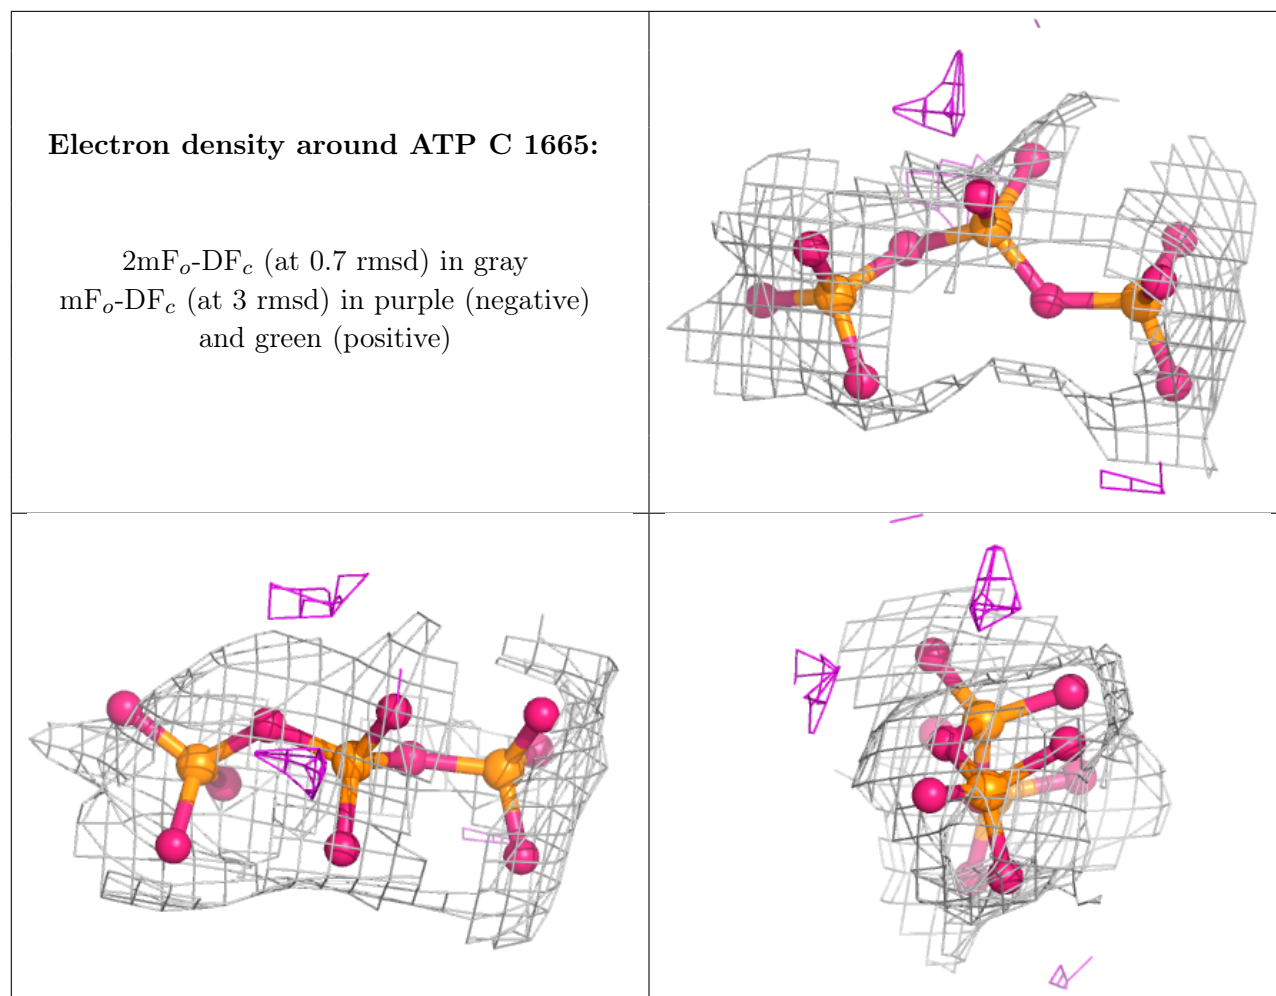 Electron density around ATP C 1665:
2mFₒ-DF𝒸 (at 0.7 rmsd) in gray
mFₒ-DF𝒸 (at 3 rmsd) in purple (negative)
and green (positive)